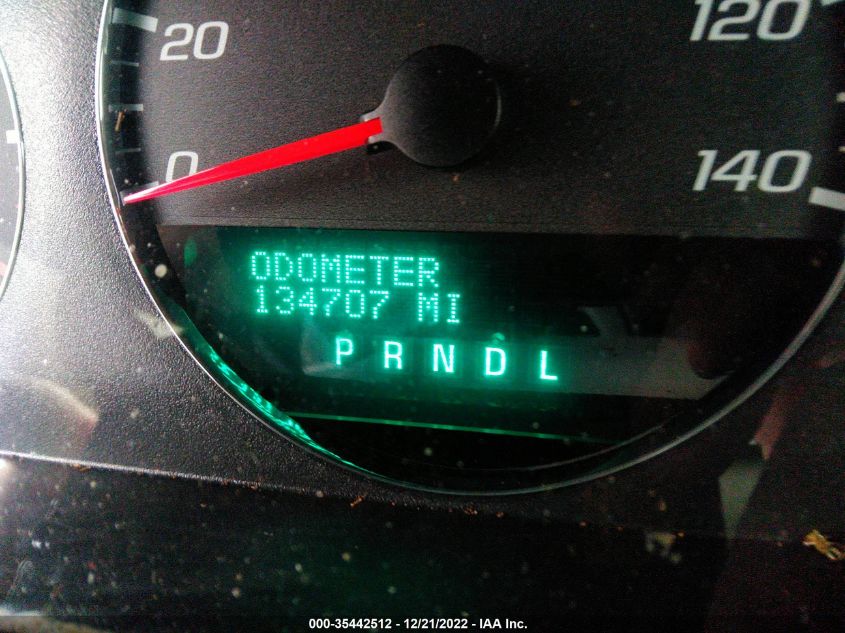 20
120
0
140
ODOMETER
134707 MI
P R N D L
000-35442512 - 12/21/2022 - IAA Inc.